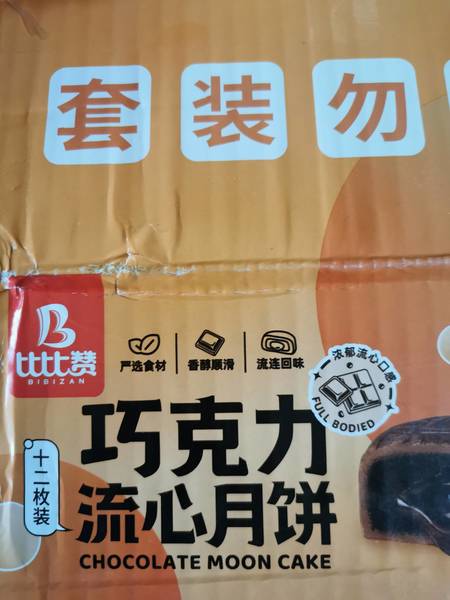 套装勿
比比赞
BIBIZAN
严选食材
香醇顺滑
流连回味
浓郁流心口感
FULL BODIED
十二枚装
巧克力
流心月饼
CHOCOLATE MOON CAKE